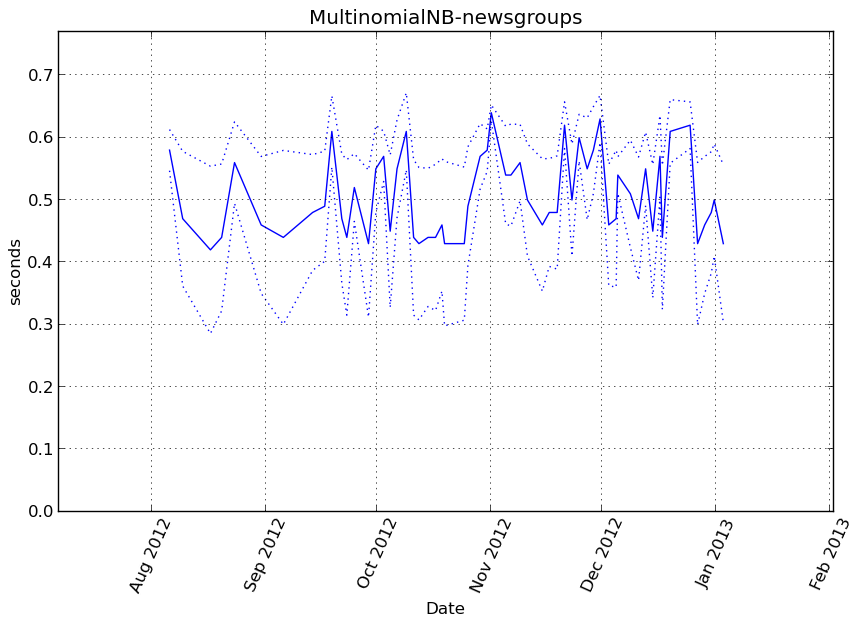 MultinomialNB-newsgroups
0.7
0.6
0.5
0.4
0.3
0.2
0.1
0.0
seconds
Aug 2012
Sep 2012
Oct 2012
Nov 2012
Dec 2012
Jan 2013
Feb 2013
Date